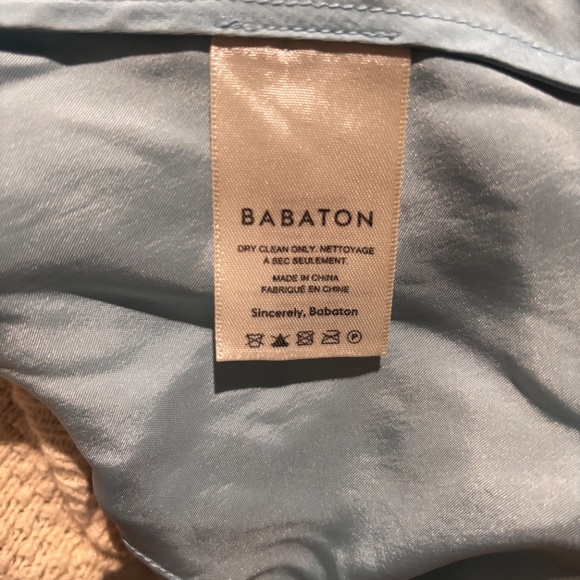 BABATON
DRY CLEAN ONLY. NETTOYAGE
À SEC SEULEMENT.
MADE IN CHINA
FABRIQUÉ EN CHINE
Sincerely, Babaton
P